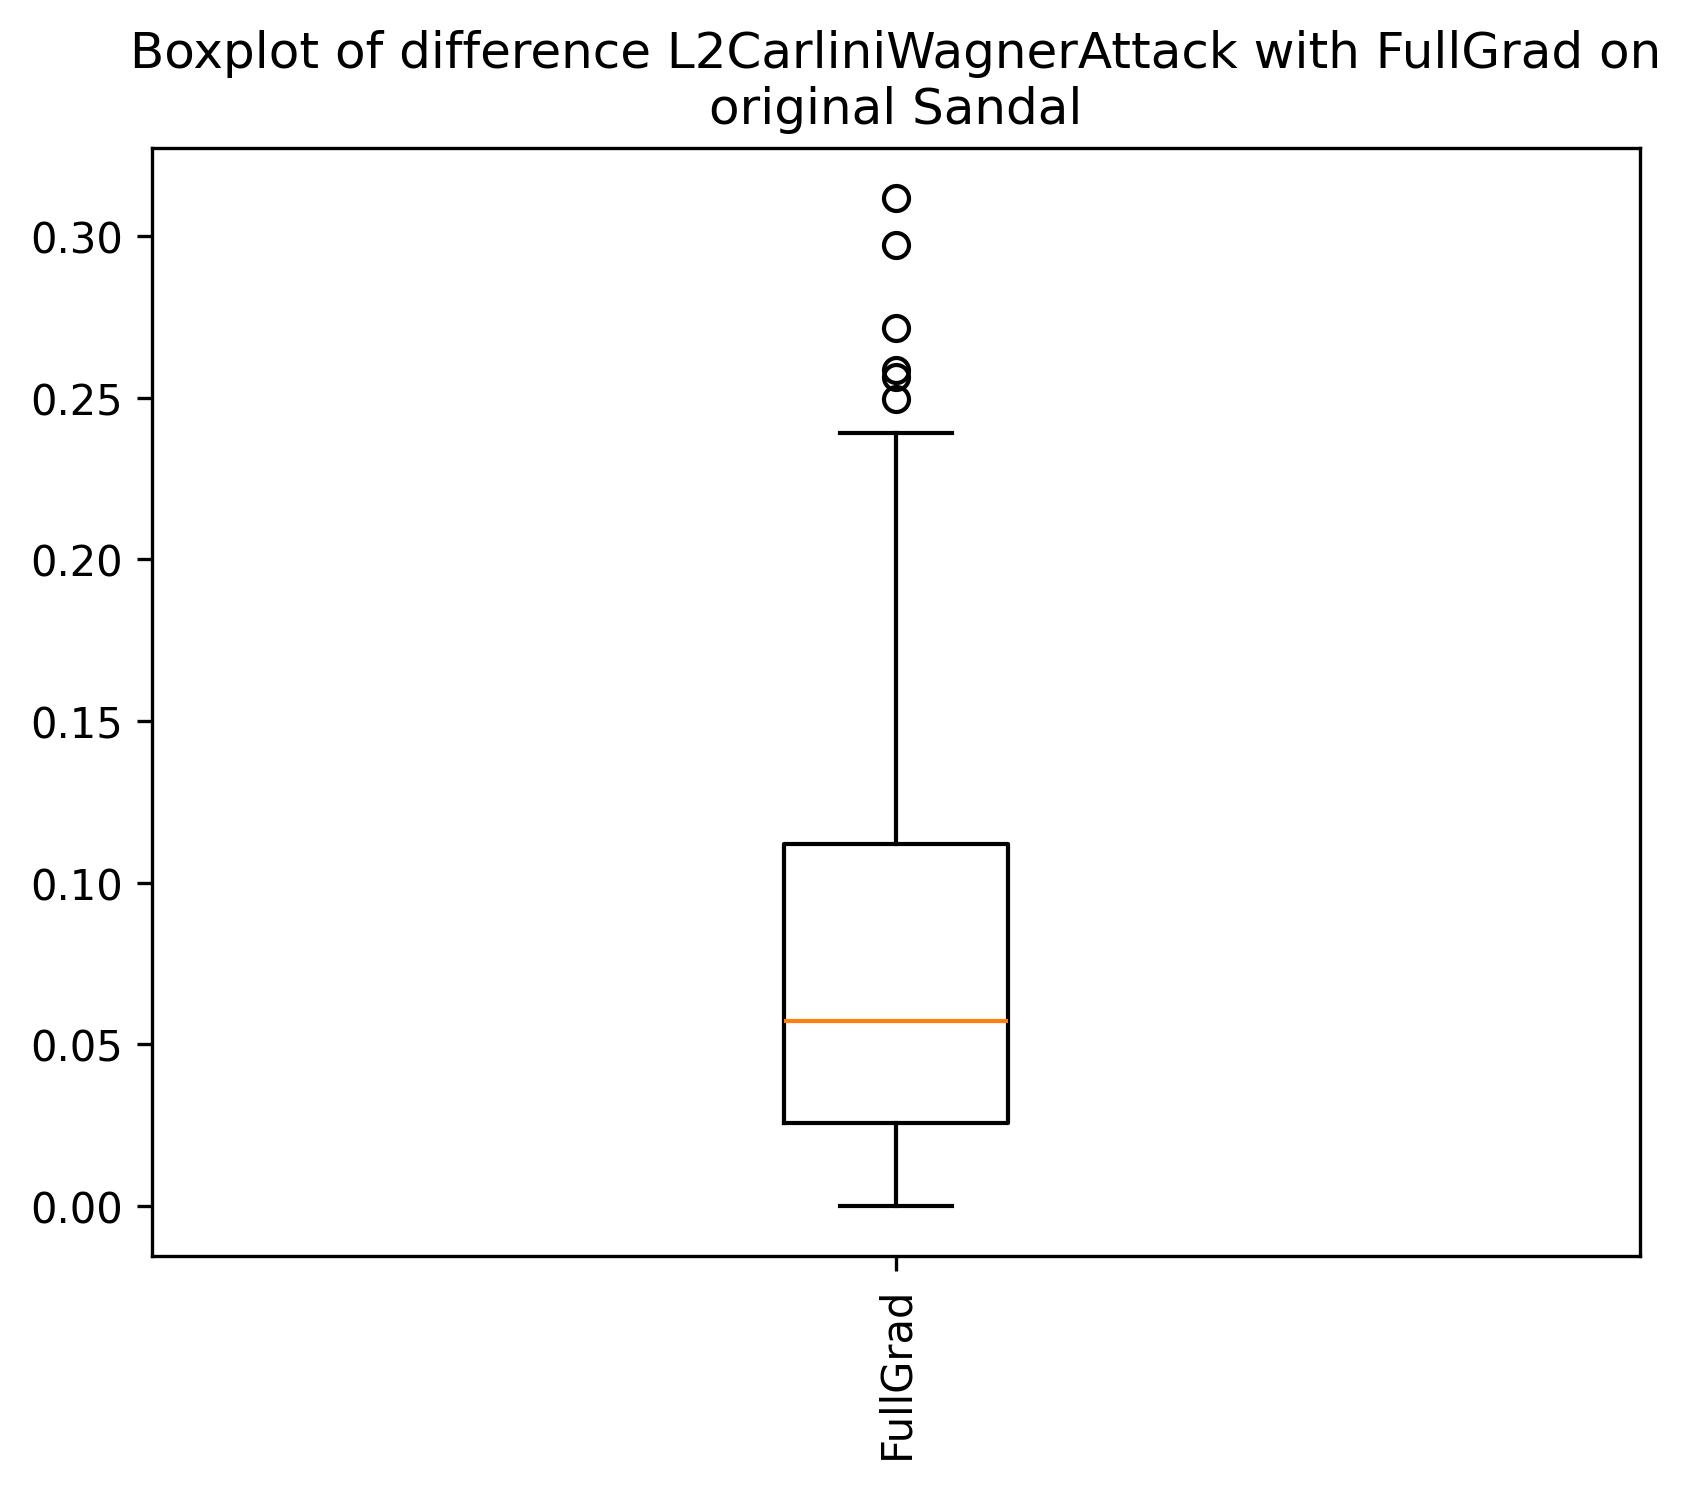 Boxplot of difference L2CarliniWagnerAttack with FullGrad on
original Sandal
0.30
0.25
0.20
0.15
0.10
0.05
0.00
FullGrad